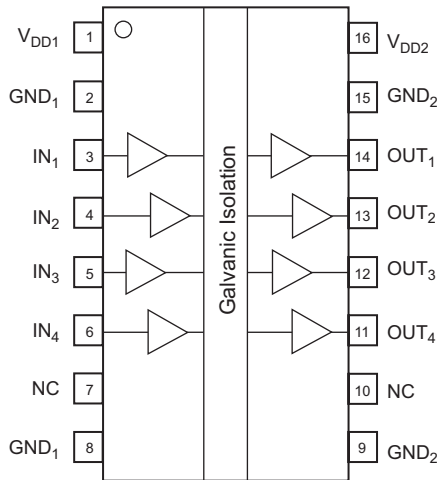 V_DD1 1 16 V_DD2
GND_1 2 15 GND_2
IN_1 3 14 OUT_1
IN_2 4 13 OUT_2
IN_3 5 12 OUT_3
IN_4 6 11 OUT_4
NC 7 10 NC
GND_1 8 9 GND_2
Galvanic Isolation